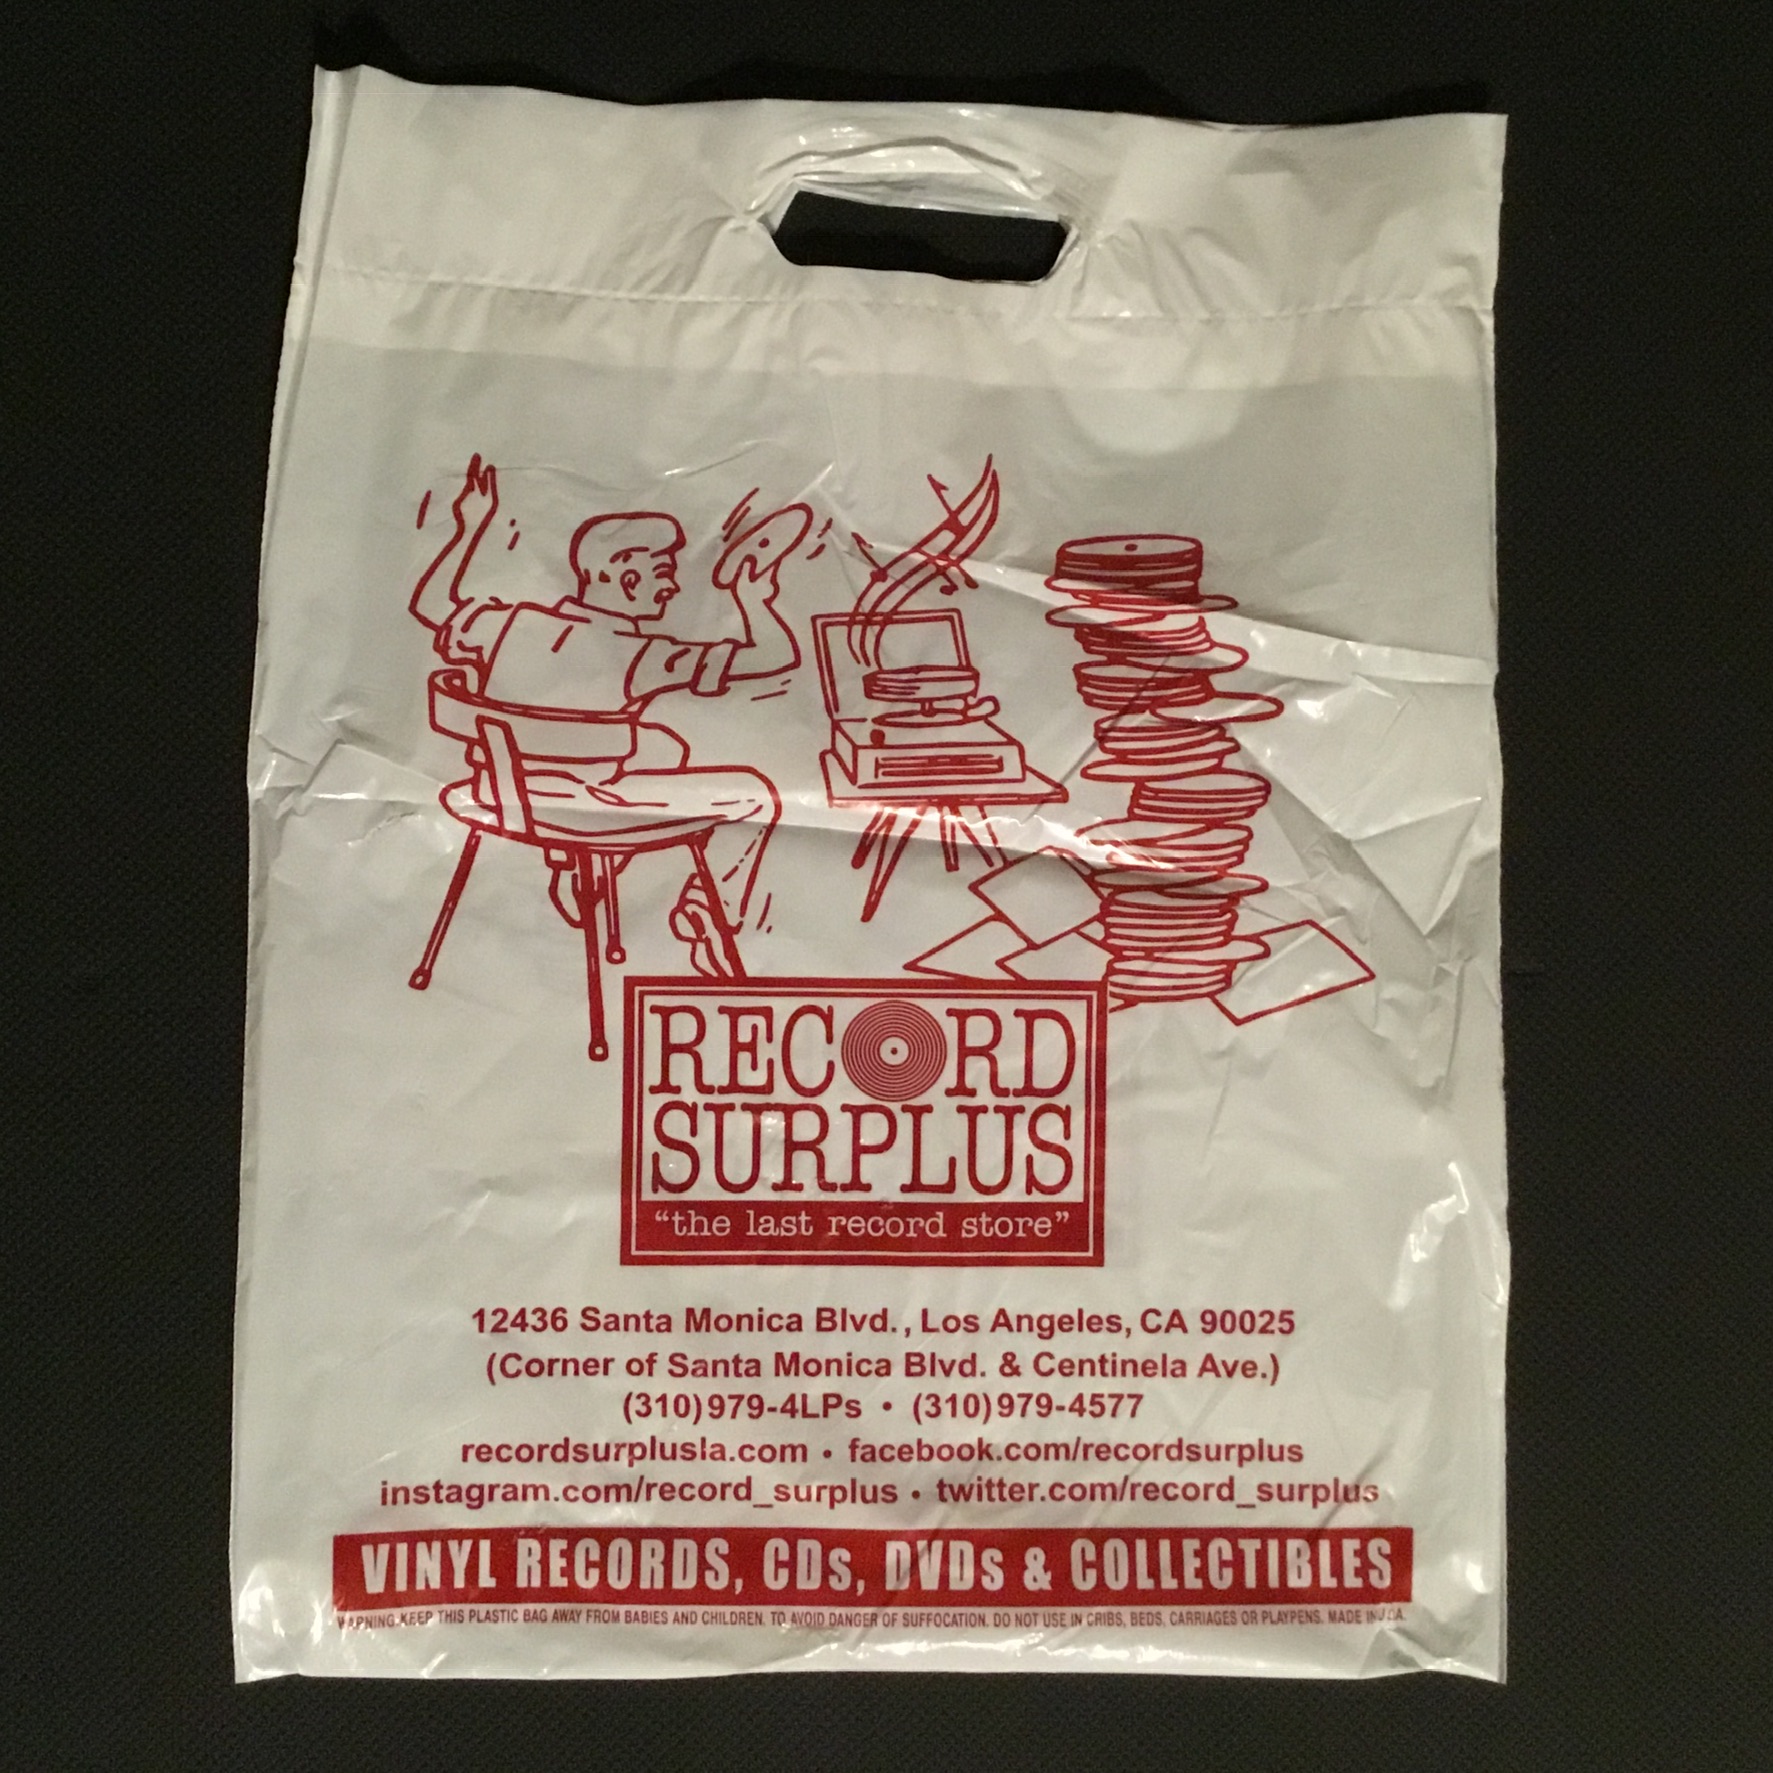 RECORD
SURPLUS
“the last record store”
12436 Santa Monica Blvd., Los Angeles, CA 90025
(Corner of Santa Monica Blvd. & Centinela Ave.)
(310)979-4LPs • (310)979-4577
recordsurplusla.com • facebook.com/recordsurplus
instagram.com/record_surplus • twitter.com/record_surplus
VINYL RECORDS, CDs, DVDs & COLLECTIBLES
WARNING: KEEP THIS PLASTIC BAG AWAY FROM BABIES AND CHILDREN. TO AVOID DANGER OF SUFFOCATION. DO NOT USE IN CRIBS, BEDS, CARRIAGES OR PLAYPENS. MADE IN U.S.A.